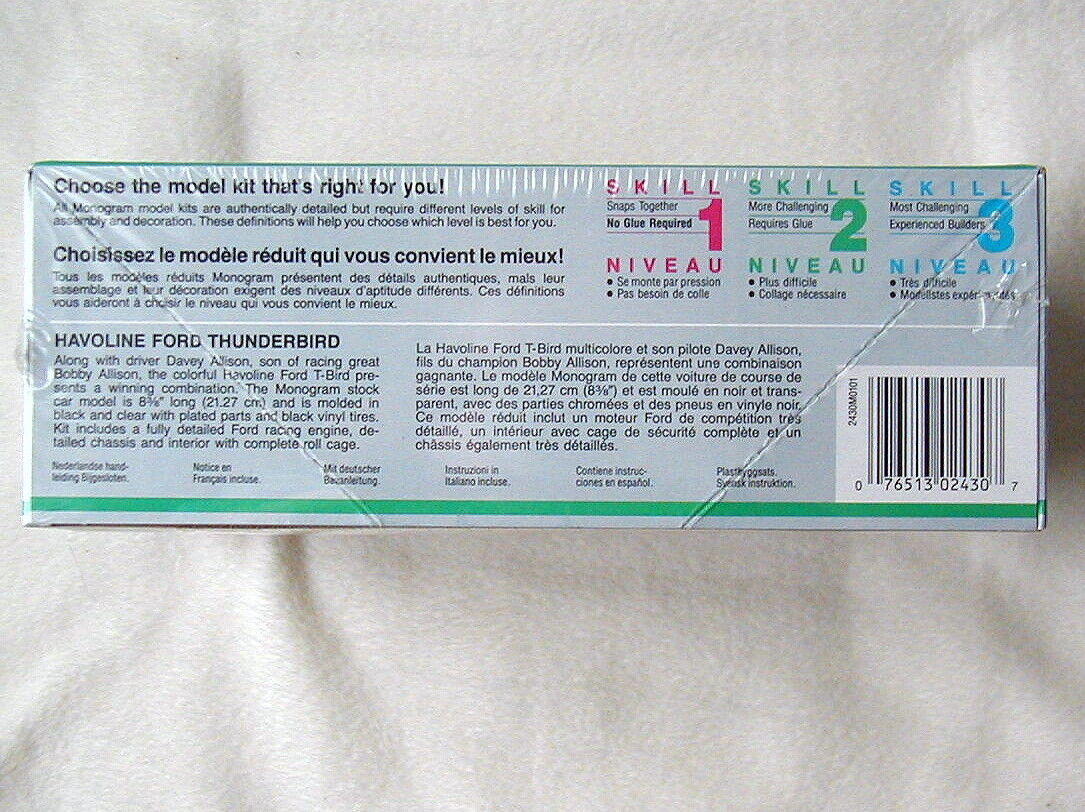 Choose the model kit that's right for you!
All Monogram model kits are authentically detailed but require different levels of skill for
assembly and decoration. These definitions will help you choose which level is best for you.
Choisissez le modèle réduit qui vous convient le mieux!
Tous les modèles réduits Monogram présentent des détails authentiques, mais leur
assemblage et leur décoration exigent des niveaux d'aptitude différents. Ces définitions
vous aideront à choisir le niveau qui vous convient le mieux.
SKILL
Snaps Together
No Glue Required
1
NIVEAU
• Se monte par pression
• Pas besoin de colle
SKILL
More Challenging
Requires Glue
2
NIVEAU
• Plus difficile
• Collage nécessaire
SKILL
Most Challenging
Experienced Builders
3
NIVEAU
• Très difficile
• Modélistes expérimentés
HAVOLINE FORD THUNDERBIRD
Along with driver Davey Allison, son of racing great
Bobby Allison, the colorful Havoline Ford T-Bird pre-
sents a winning combination. The Monogram stock
car model is 8⅜" long (21.27 cm) and is molded in
black and clear with plated parts and black vinyl tires.
Kit includes a fully detailed Ford racing engine, de-
tailed chassis and interior with complete roll cage.
La Havoline Ford T-Bird multicolore et son pilote Davey Allison,
fils du champion Bobby Allison, représentent une combinaison
gagnante. Le modèle Monogram de cette voiture de course de
série est long de 21,27 cm (8⅜") et est moulé en noir et trans-
parent, avec des parties chromées et des pneus en vinyle noir.
Ce modèle réduit inclut un moteur Ford de compétition très
détaillé, un intérieur avec cage de sécurité complète et un
châssis également très détaillés.
Nederlandse hand-
leiding Bijgesloten.
Notice en
Français incluse.
Mit deutscher
Bauanleitung.
Instruzioni in
Italiano incluse.
Contiene instruc-
ciones en español.
Plastbyggsats.
Svensk instruktion.
2430M0101
0 76513 02430 7